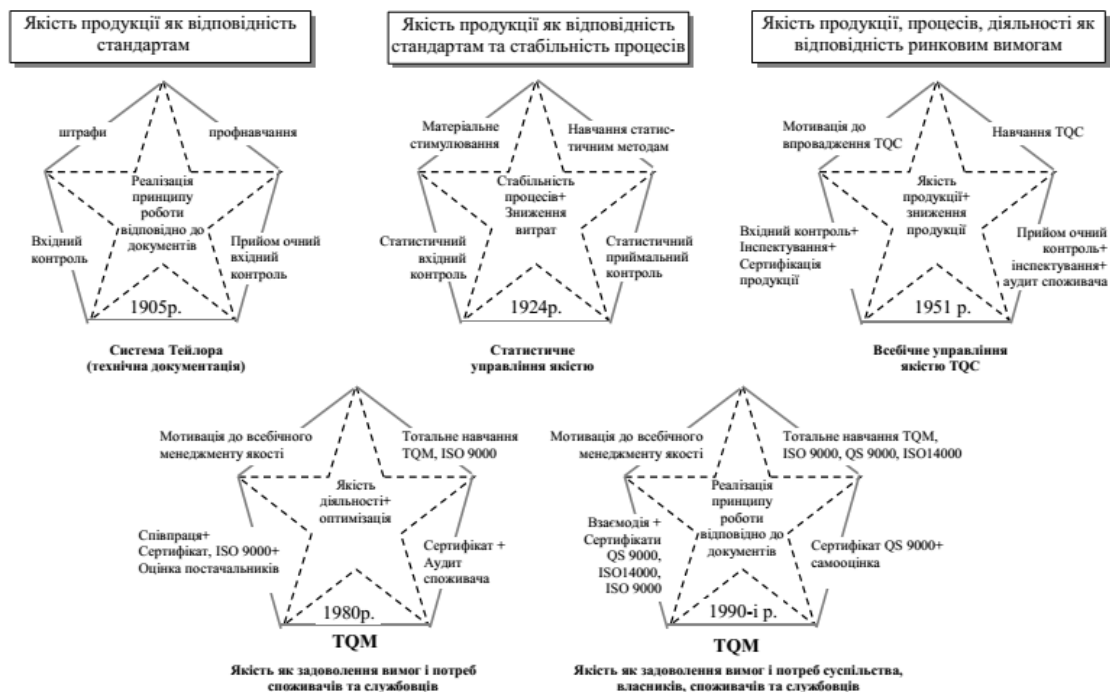 Якість продукції як відповідність
стандартам
Якість продукції як відповідність
стандартам та стабільність процесів
Якість продукції, процесів, діяльності як
відповідність ринковим вимогам
штрафи
профнавчання
Реалізація
принципу
роботи
відповідно до
документів
Вхідний
контроль
Прийом очний
вхідний
контроль
1905р.
Система Тейлора
(технічна документація)
Матеріальне
стимулювання
Навчання статис-
тичним методам
Стабільність
процесів+
Зниження
витрат
Статистичний
вхідний
контроль
Статистичний
приймальний
контроль
1924р.
Статистичне
управління якістю
Мотивація до
впровадження TQC
Навчання TQC
Якість
продукції+
зниження
продукції
Вхідний контроль+
Інспектування+
Сертифікація
продукції
Прийом очний
контроль+
інспектування+
аудит споживача
1951 р.
Всебічне управління
якістю TQC
Мотивація до всебічного
менеджменту якості
Тотальне навчання
TQM, ISO 9000
Якість
діяльності+
оптимізація
Співпраця+
Сертифікат, ISO 9000+
Оцінка постачальників
Сертифікат +
Аудит
споживача
1980р.
TQM
Якість як задоволення вимог і потреб
споживачів та службовців
Мотивація до всебічного
менеджменту якості
Тотальне навчання TQM,
ISO 9000, QS 9000, ISO14000
Реалізація
принципу
роботи
відповідно до
документів
Взаємодія +
Сертифікати
QS 9000,
ISO14000,
ISO 9000
Сертифікат QS 9000+
самооцінка
1990-і р.
TQM
Якість як задоволення вимог і потреб суспільства,
власників, споживачів та службовців